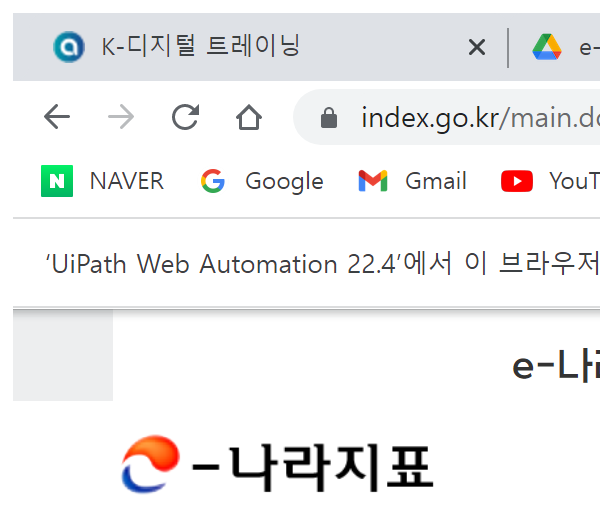 K-디지털 트레이닝 e-
index.go.kr/main.do
NAVER Google Gmail YouT
'UiPath Web Automation 22.4'에서 이 브라우저
e-나라
-나라지표